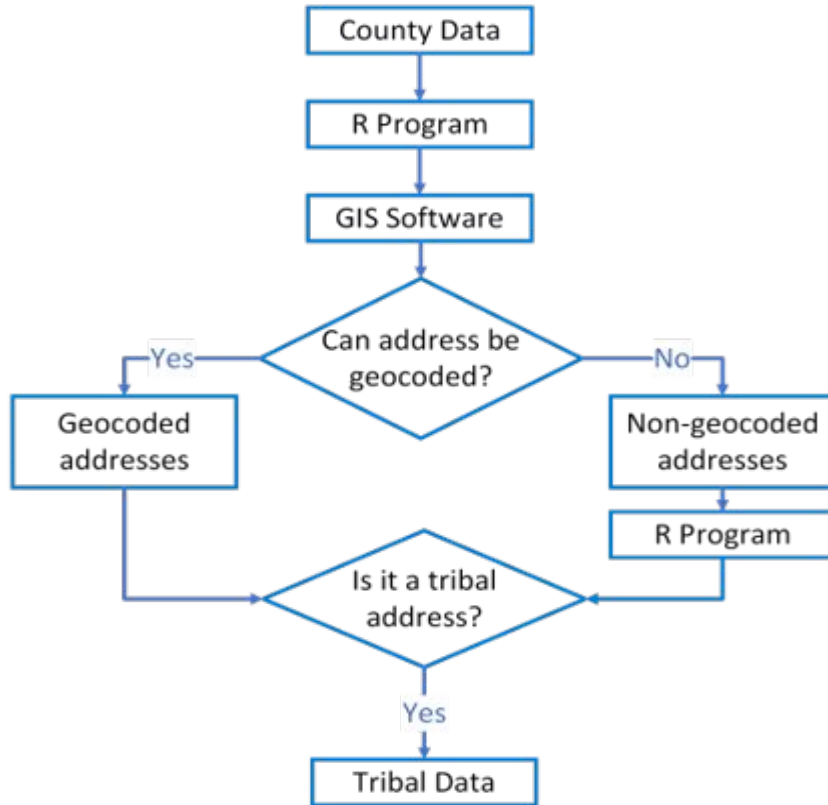 County Data
R Program
GIS Software
Can address be
geocoded?
Yes
No
Geocoded
addresses
Non-geocoded
addresses
R Program
Is it a tribal
address?
Yes
Tribal Data